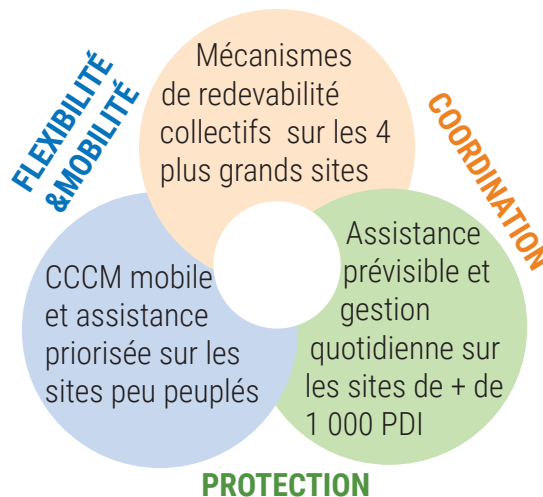 FLEXIBILITÉ
&MOBILITÉ
Mécanismes
de redevabilité
collectifs sur les 4
plus grands sites
COORDINATION
CCCM mobile
et assistance
priorisée sur les
sites peu peuplés
Assistance
prévisible et
gestion
quotidienne sur
les sites de + de
1 000 PDI
PROTECTION